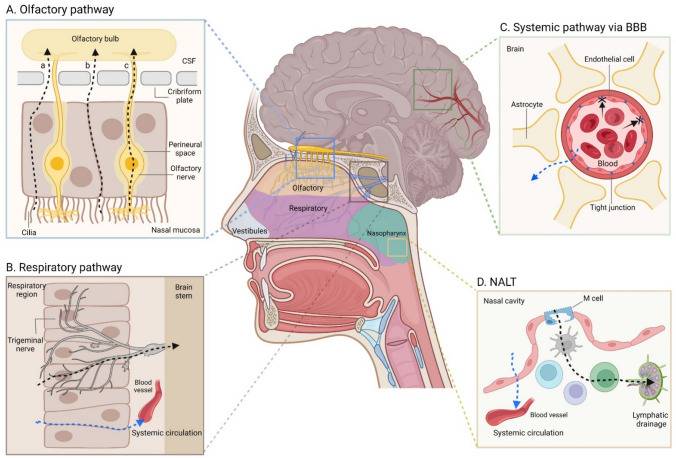 A. Olfactory pathway
Olfactory bulb
a
b
c
CSF
Cribriform
plate
Perineural
space
Olfactory
nerve
Cilia
Nasal mucosa
B. Respiratory pathway
Respiratory
region
Brain
stem
Trigeminal
nerve
Blood
vessel
Systemic circulation
Olfactory
Respiratory
Vestibules
Nasopharynx
C. Systemic pathway via BBB
Brain
Endothelial cell
Astrocyte
Blood
Tight junction
D. NALT
Nasal cavity
M cell
Blood vessel
Systemic circulation
Lymphatic
drainage